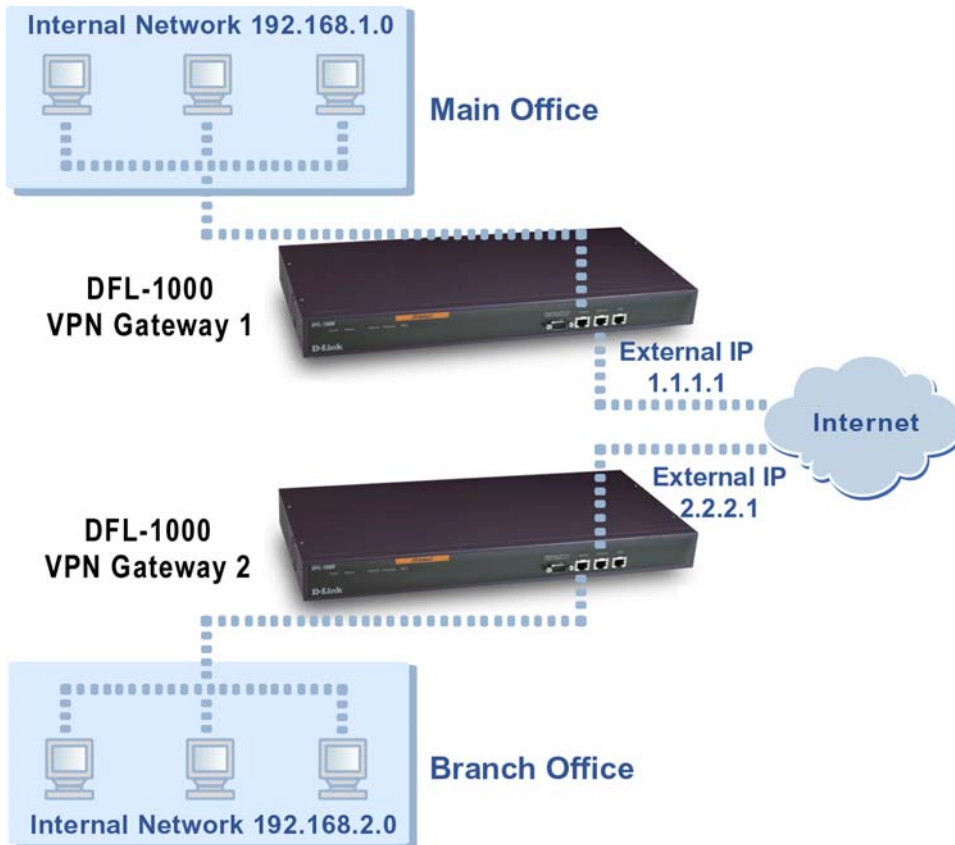 Internal Network 192.168.1.0
Main Office
DFL-1000
VPN Gateway 1
D-Link
External IP
1.1.1.1
Internet
External IP
2.2.2.1
DFL-1000
VPN Gateway 2
D-Link
Branch Office
Internal Network 192.168.2.0